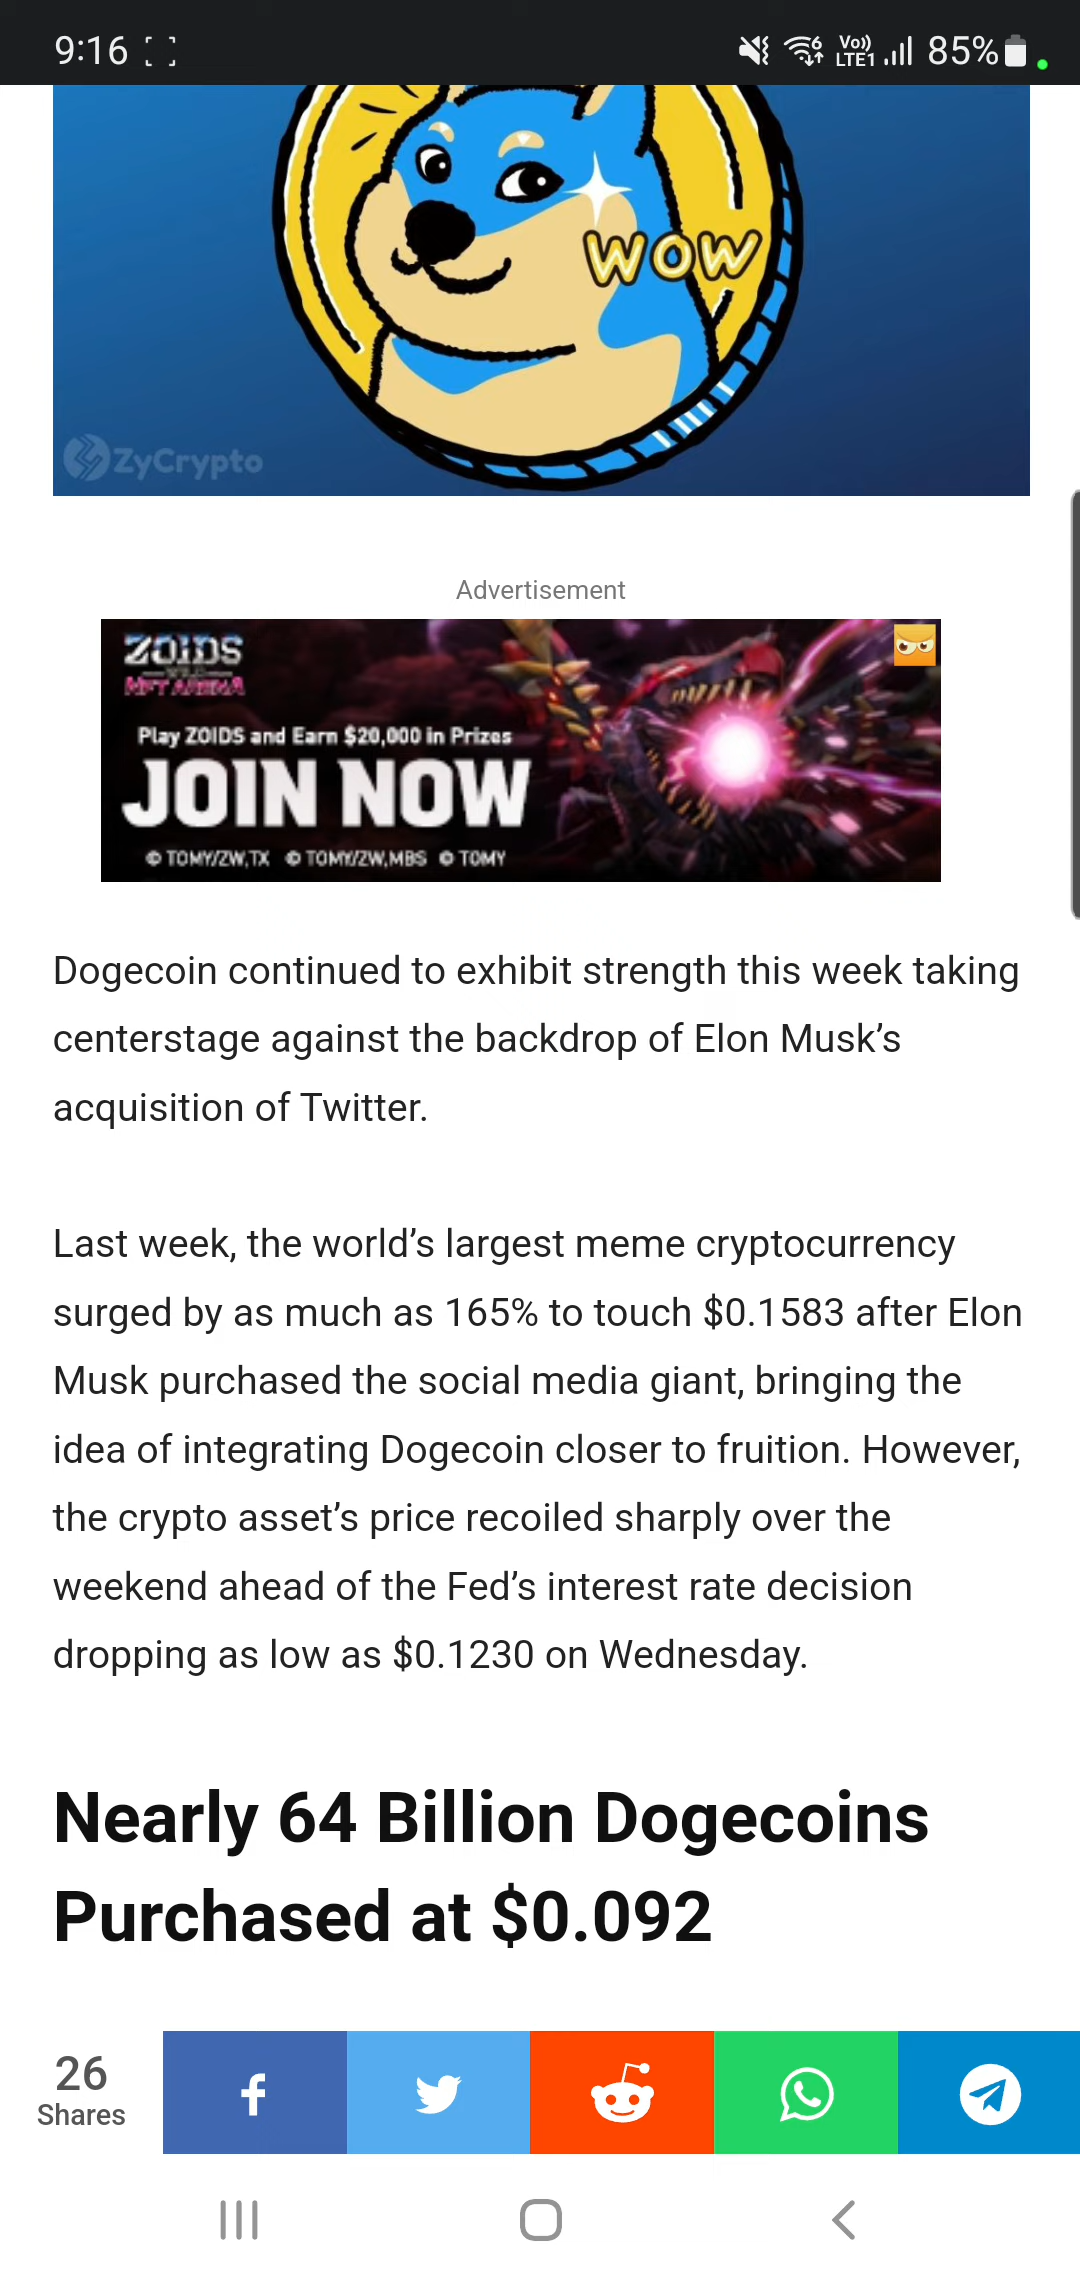 9:16
Vo))
LTE1
85%
WOW
ZyCrypto
Advertisement
ZOIDS
NFT ARENA
Play ZOIDS and Earn $20,000 in Prizes
JOIN NOW
© TOMY/ZW,TX © TOMY/ZW,MBS © TOMY
Dogecoin continued to exhibit strength this week taking
centerstage against the backdrop of Elon Musk’s
acquisition of Twitter.
Last week, the world’s largest meme cryptocurrency
surged by as much as 165% to touch $0.1583 after Elon
Musk purchased the social media giant, bringing the
idea of integrating Dogecoin closer to fruition. However,
the crypto asset’s price recoiled sharply over the
weekend ahead of the Fed’s interest rate decision
dropping as low as $0.1230 on Wednesday.
Nearly 64 Billion Dogecoins
Purchased at $0.092
26
Shares